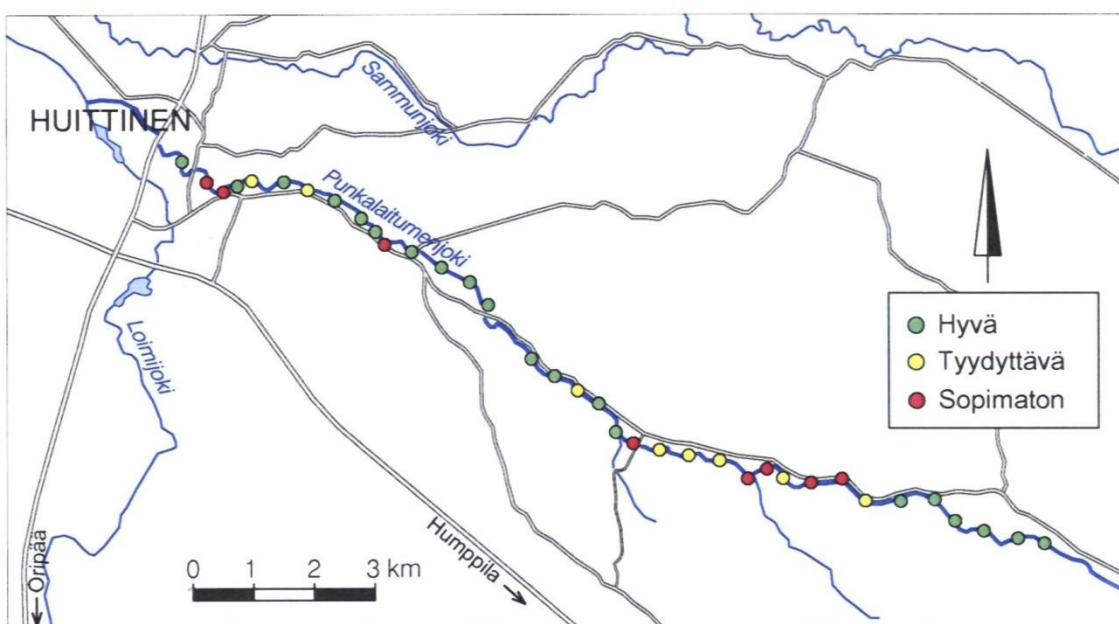 HUITTINEN
Sammunjoki
Punkalaitumenjoki
Loimijoki
Hyvä
Tyydyttävä
Sopimaton
Oripää
Humppila
0 1 2 3 km